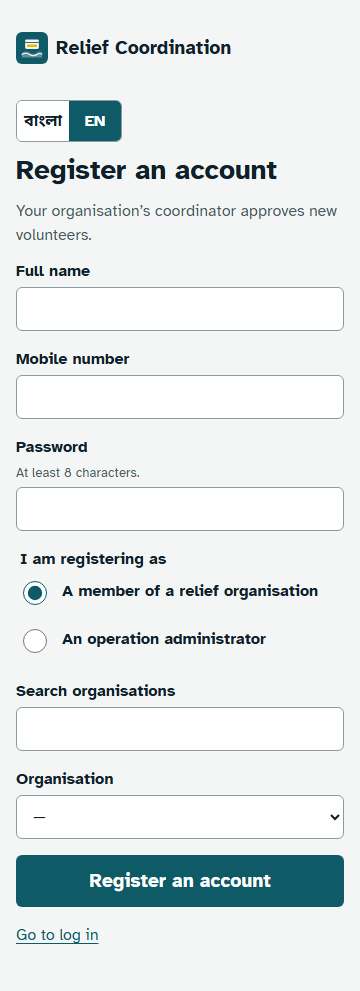 Relief Coordination
বাংলা EN
Register an account
Your organisation's coordinator approves new
volunteers.
Full name
Mobile number
Password
At least 8 characters.
I am registering as
A member of a relief organisation
An operation administrator
Search organisations
Organisation
—
Register an account
Go to log in